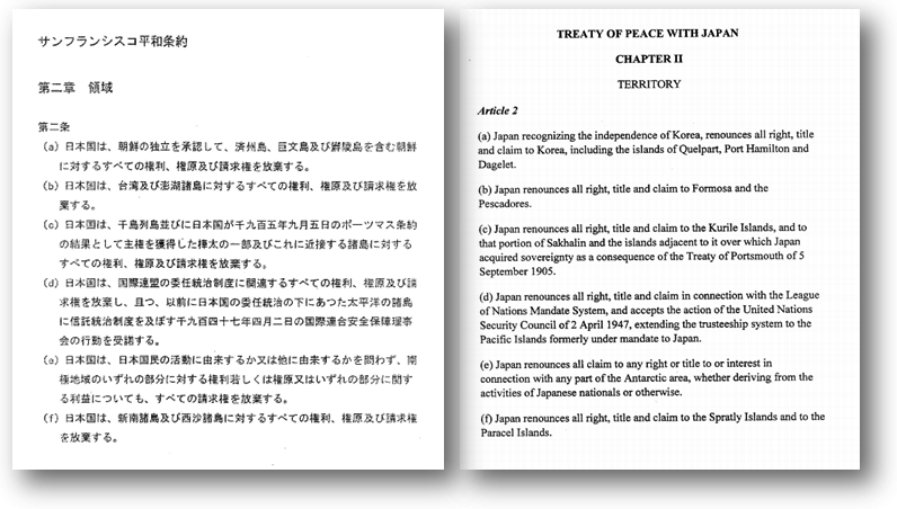 サンフランシスコ平和条約
第二章　領域
第二条
(a) 日本国は、朝鮮の独立を承認して、済州島、巨文島及び欝陵島を含む朝鮮
に対するすべての権利、権原及び請求権を放棄する。
(b) 日本国は、台湾及び澎湖諸島に対するすべての権利、権原及び請求権を放
棄する。
(c) 日本国は、千島列島並びに日本国が千九百五年九月五日のポーツマス条約
の結果として主権を獲得した樺太の一部及びこれに近接する諸島に対する
すべての権利、権原及び請求権を放棄する。
(d) 日本国は、国際連盟の委任統治制度に関連するすべての権利、権原及び請
求権を放棄し、且つ、以前に日本国の委任統治の下にあつた太平洋の諸島
に信託統治制度を及ぼす千九百四十七年四月二日の国際連合安全保障理事
会の行動を受諾する。
(e) 日本国は、日本国民の活動に由来するか又は他に由来するかを問わず、南
極地域のいずれの部分に対する権利若しくは権原又はいずれの部分に関す
る利益についても、すべての請求権を放棄する。
(f) 日本国は、新南諸島及び西沙諸島に対するすべての権利、権原及び請求権
を放棄する。
TREATY OF PEACE WITH JAPAN
CHAPTER II
TERRITORY
Article 2
(a) Japan recognizing the independence of Korea, renounces all right, title
and claim to Korea, including the islands of Quelpart, Port Hamilton and
Dagelet.
(b) Japan renounces all right, title and claim to Formosa and the
Pescadores.
(c) Japan renounces all right, title and claim to the Kurile Islands, and to
that portion of Sakhalin and the islands adjacent to it over which Japan
acquired sovereignty as a consequence of the Treaty of Portsmouth of 5
September 1905.
(d) Japan renounces all right, title and claim in connection with the League
of Nations Mandate System, and accepts the action of the United Nations
Security Council of 2 April 1947, extending the trusteeship system to the
Pacific Islands formerly under mandate to Japan.
(e) Japan renounces all claim to any right or title to or interest in
connection with any part of the Antarctic area, whether deriving from the
activities of Japanese nationals or otherwise.
(f) Japan renounces all right, title and claim to the Spratly Islands and to the
Paracel Islands.